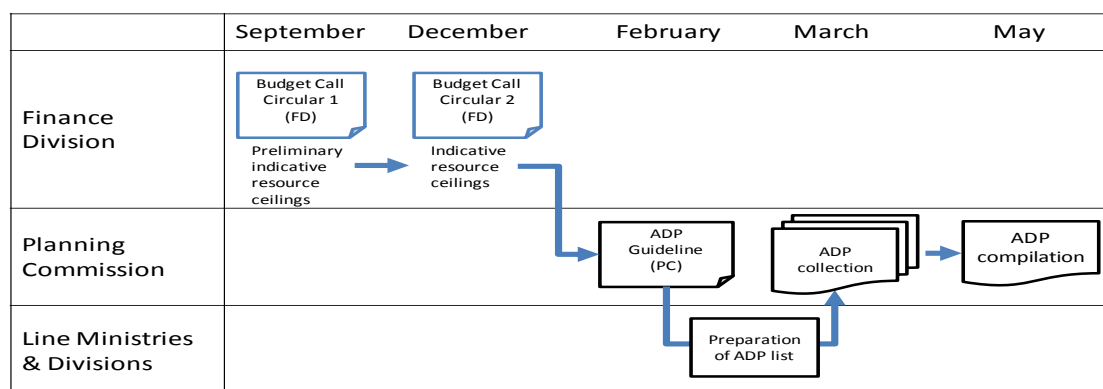 September
December
February
March
May
Finance
Division
Budget Call
Circular 1
(FD)
Preliminary
indicative
resource
ceilings
Budget Call
Circular 2
(FD)
Indicative
resource
ceilings
Planning
Commission
ADP
Guideline
(PC)
ADP
collection
ADP
compilation
Line Ministries
& Divisions
Preparation
of ADP list